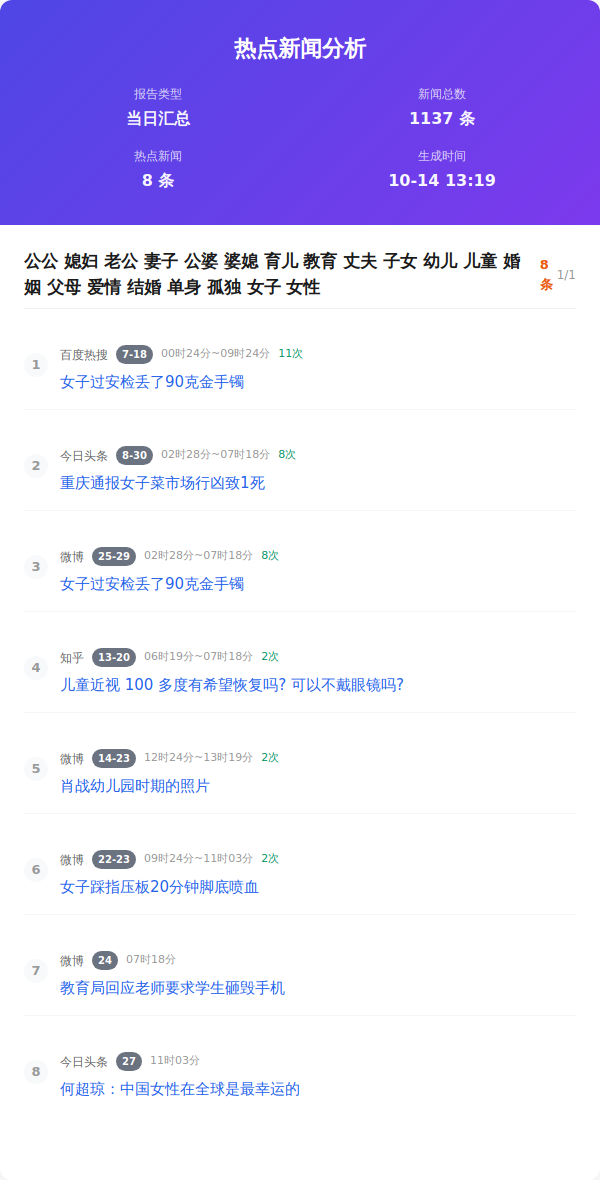 热点新闻分析
报告类型
新闻总数
当日汇总
1137 条
热点新闻
生成时间
8 条
10-14 13:19
公公 媳妇 老公 妻子 公婆 婆媳 育儿 教育 丈夫 子女 幼儿 儿童 婚
姻 父母 爱情 结婚 单身 孤独 女子 女性
8
条
1/1
1
百度热搜 7-18 00时24分~09时24分 11次
女子过安检丢了90克金手镯
2
今日头条 8-30 02时28分~07时18分 8次
重庆通报女子菜市场行凶致1死
3
微博 25-29 02时28分~07时18分 8次
女子过安检丢了90克金手镯
4
知乎 13-20 06时19分~07时18分 2次
儿童近视 100 多度有希望恢复吗? 可以不戴眼镜吗?
5
微博 14-23 12时24分~13时19分 2次
肖战幼儿园时期的照片
6
微博 22-23 09时24分~11时03分 2次
女子踩指压板20分钟脚底喷血
7
微博 24 07时18分
教育局回应老师要求学生砸毁手机
8
今日头条 27 11时03分
何超琼：中国女性在全球是最幸运的